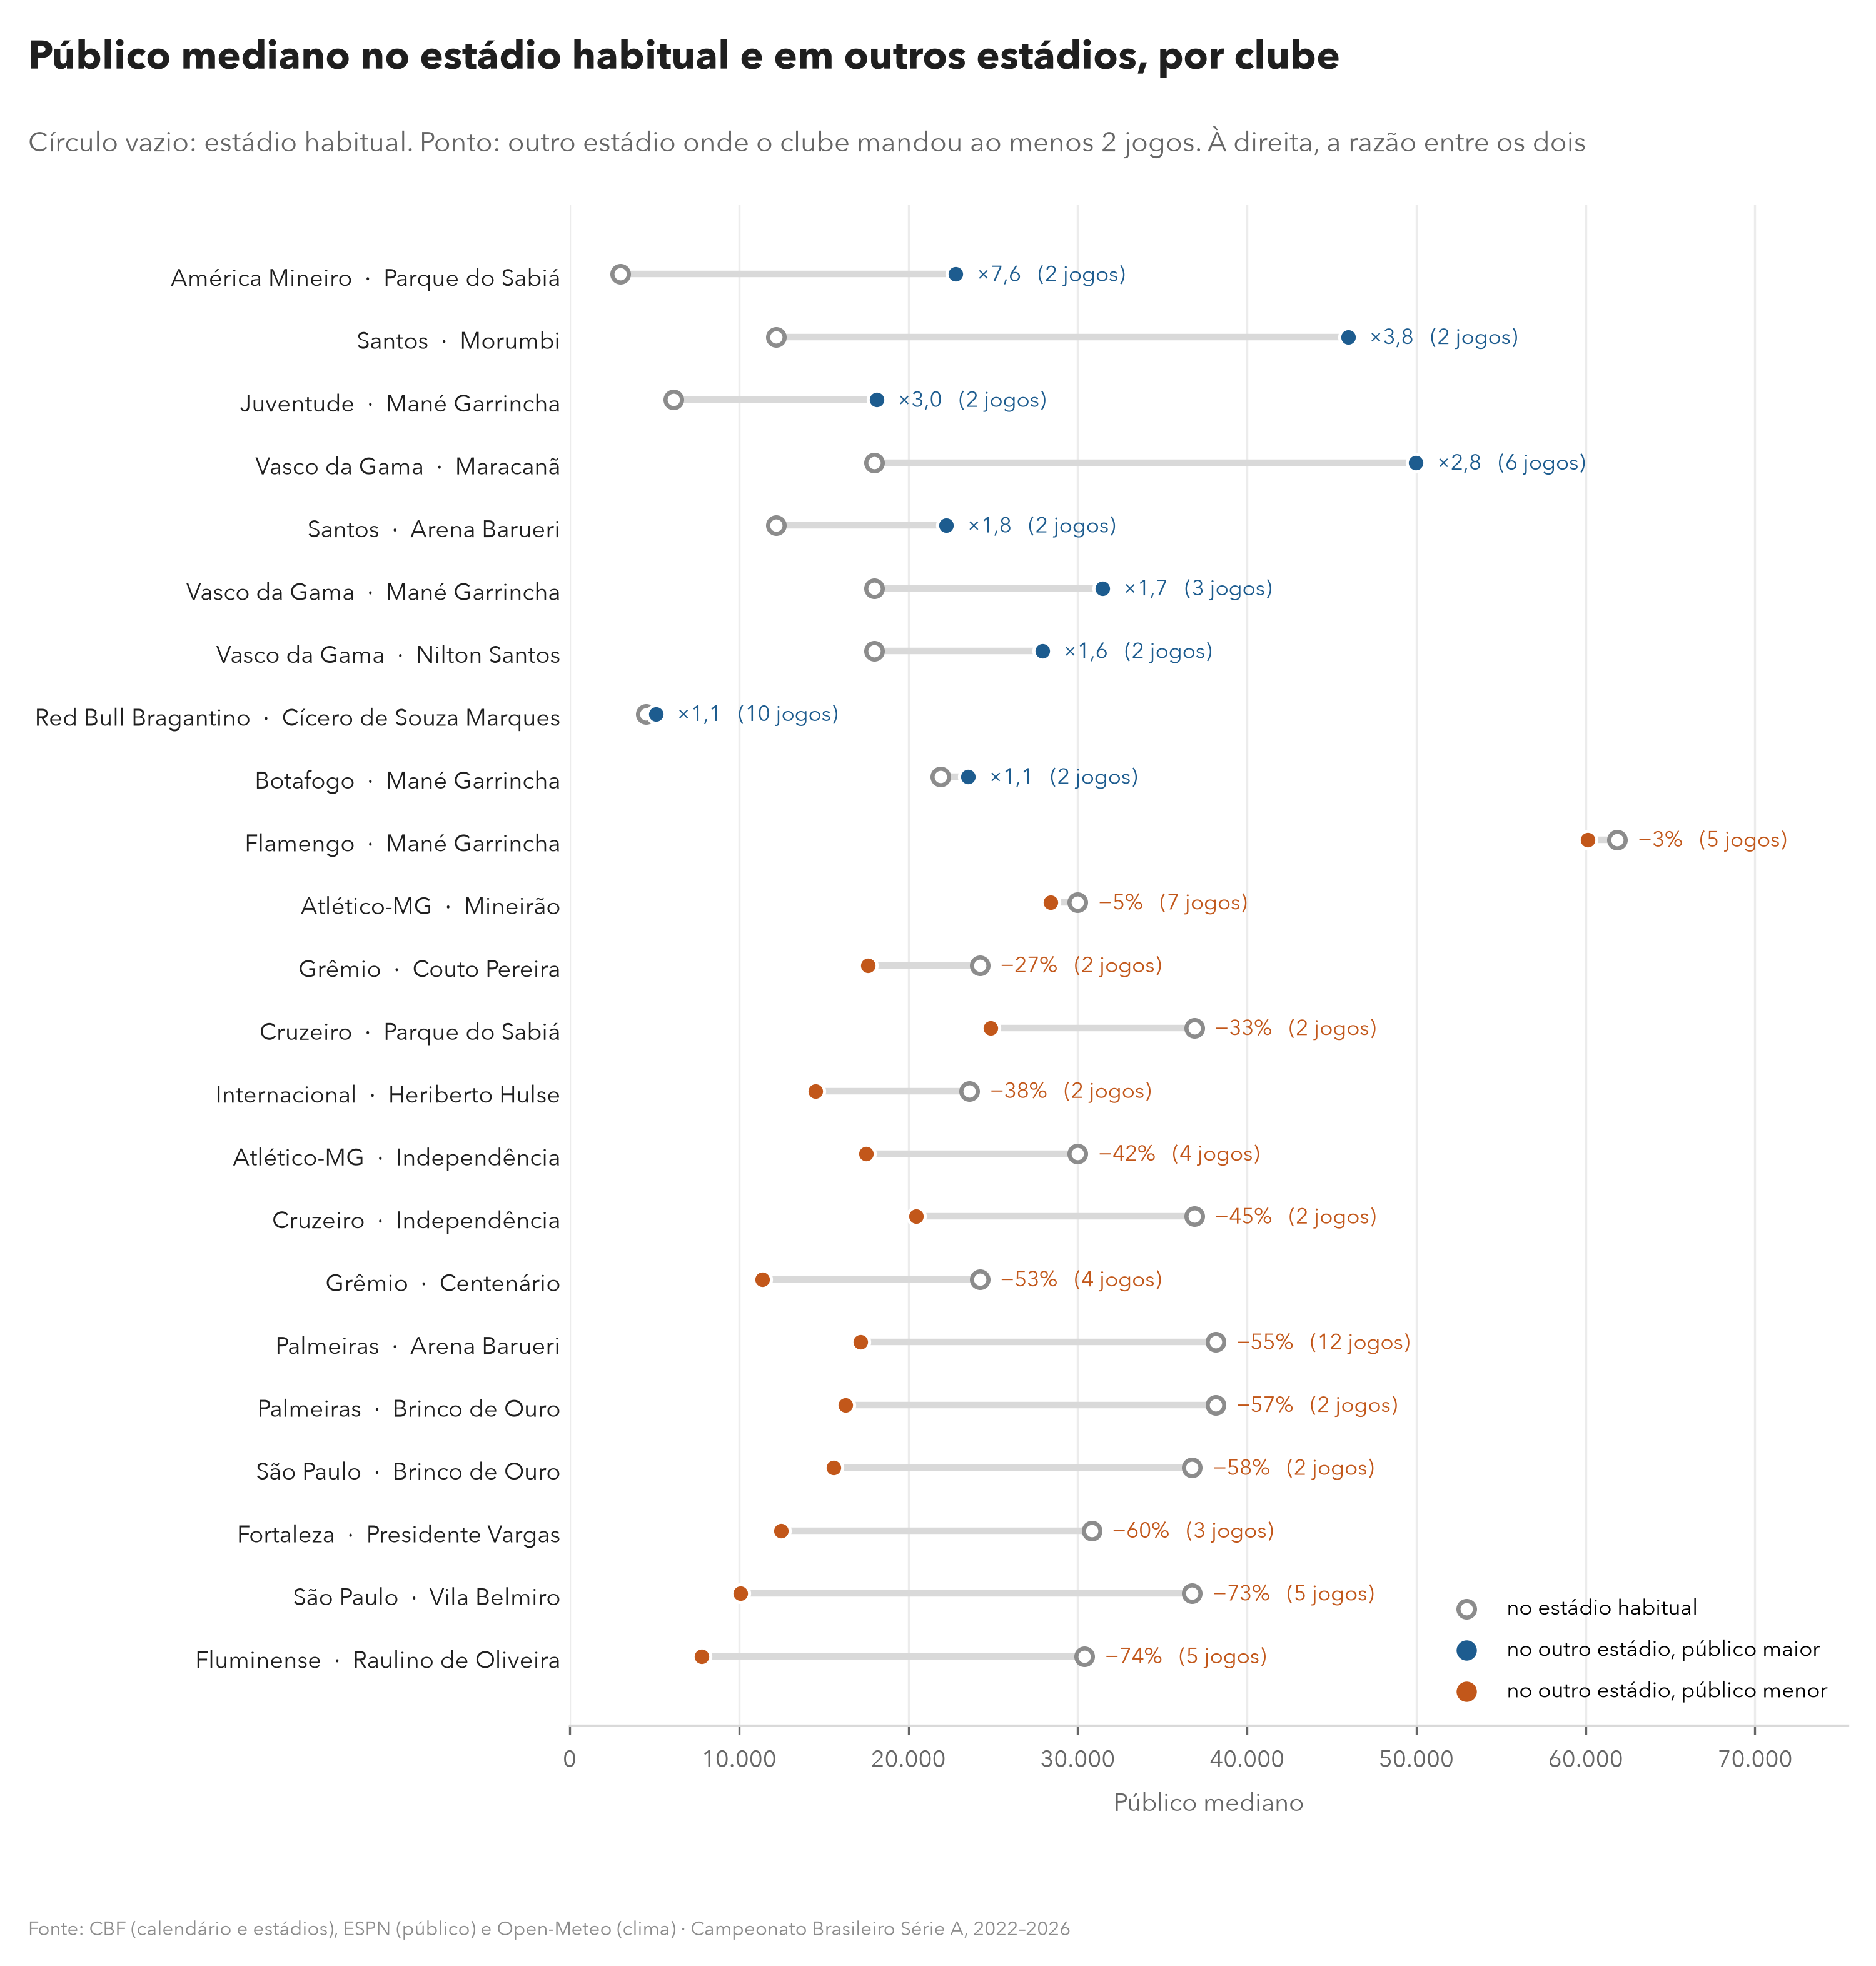 Público mediano no estádio habitual e em outros estádios, por clube
Círculo vazio: estádio habitual. Ponto: outro estádio onde o clube mandou ao menos 2 jogos. À direita, a razão entre os dois
América Mineiro · Parque do Sabiá ×7,6 (2 jogos)
Santos · Morumbi ×3,8 (2 jogos)
Juventude · Mané Garrincha ×3,0 (2 jogos)
Vasco da Gama · Maracanã ×2,8 (6 jogos)
Santos · Arena Barueri ×1,8 (2 jogos)
Vasco da Gama · Mané Garrincha ×1,7 (3 jogos)
Vasco da Gama · Nilton Santos ×1,6 (2 jogos)
Red Bull Bragantino · Cícero de Souza Marques ×1,1 (10 jogos)
Botafogo · Mané Garrincha ×1,1 (2 jogos)
Flamengo · Mané Garrincha −3% (5 jogos)
Atlético-MG · Mineirão −5% (7 jogos)
Grêmio · Couto Pereira −27% (2 jogos)
Cruzeiro · Parque do Sabiá −33% (2 jogos)
Internacional · Heriberto Hulse −38% (2 jogos)
Atlético-MG · Independência −42% (4 jogos)
Cruzeiro · Independência −45% (2 jogos)
Grêmio · Centenário −53% (4 jogos)
Palmeiras · Arena Barueri −55% (12 jogos)
Palmeiras · Brinco de Ouro −57% (2 jogos)
São Paulo · Brinco de Ouro −58% (2 jogos)
Fortaleza · Presidente Vargas −60% (3 jogos)
São Paulo · Vila Belmiro −73% (5 jogos)
Fluminense · Raulino de Oliveira −74% (5 jogos)
no estádio habitual
no outro estádio, público maior
no outro estádio, público menor
0 10.000 20.000 30.000 40.000 50.000 60.000 70.000
Público mediano
Fonte: CBF (calendário e estádios), ESPN (público) e Open-Meteo (clima) · Campeonato Brasileiro Série A, 2022–2026